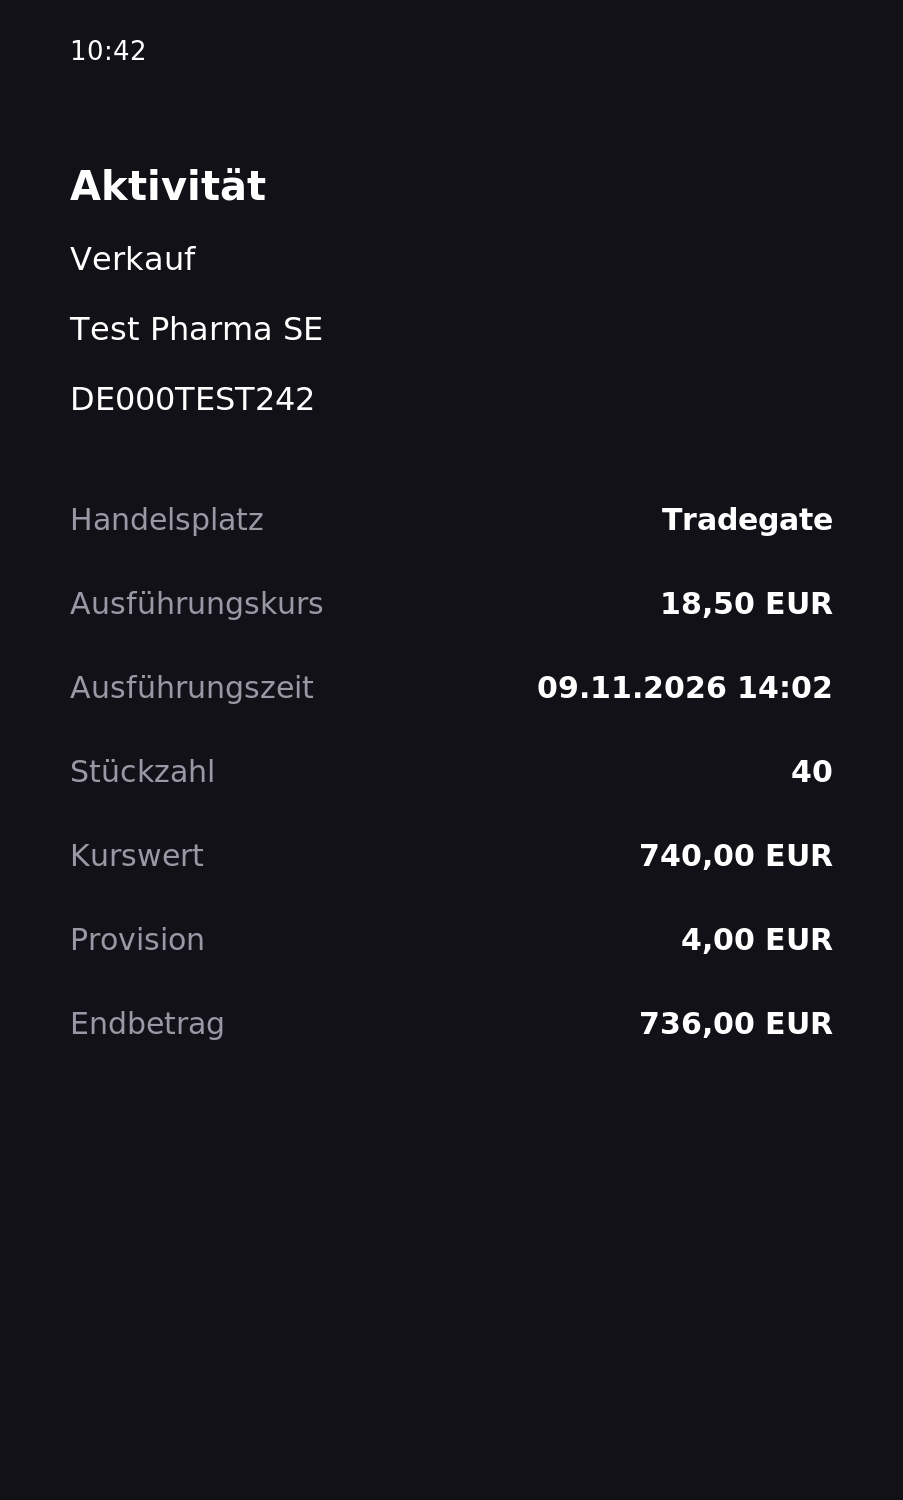 10:42
Aktivität
Verkauf
Test Pharma SE
DE000TEST242
Handelsplatz Tradegate
Ausführungskurs 18,50 EUR
Ausführungszeit 09.11.2026 14:02
Stückzahl 40
Kurswert 740,00 EUR
Provision 4,00 EUR
Endbetrag 736,00 EUR